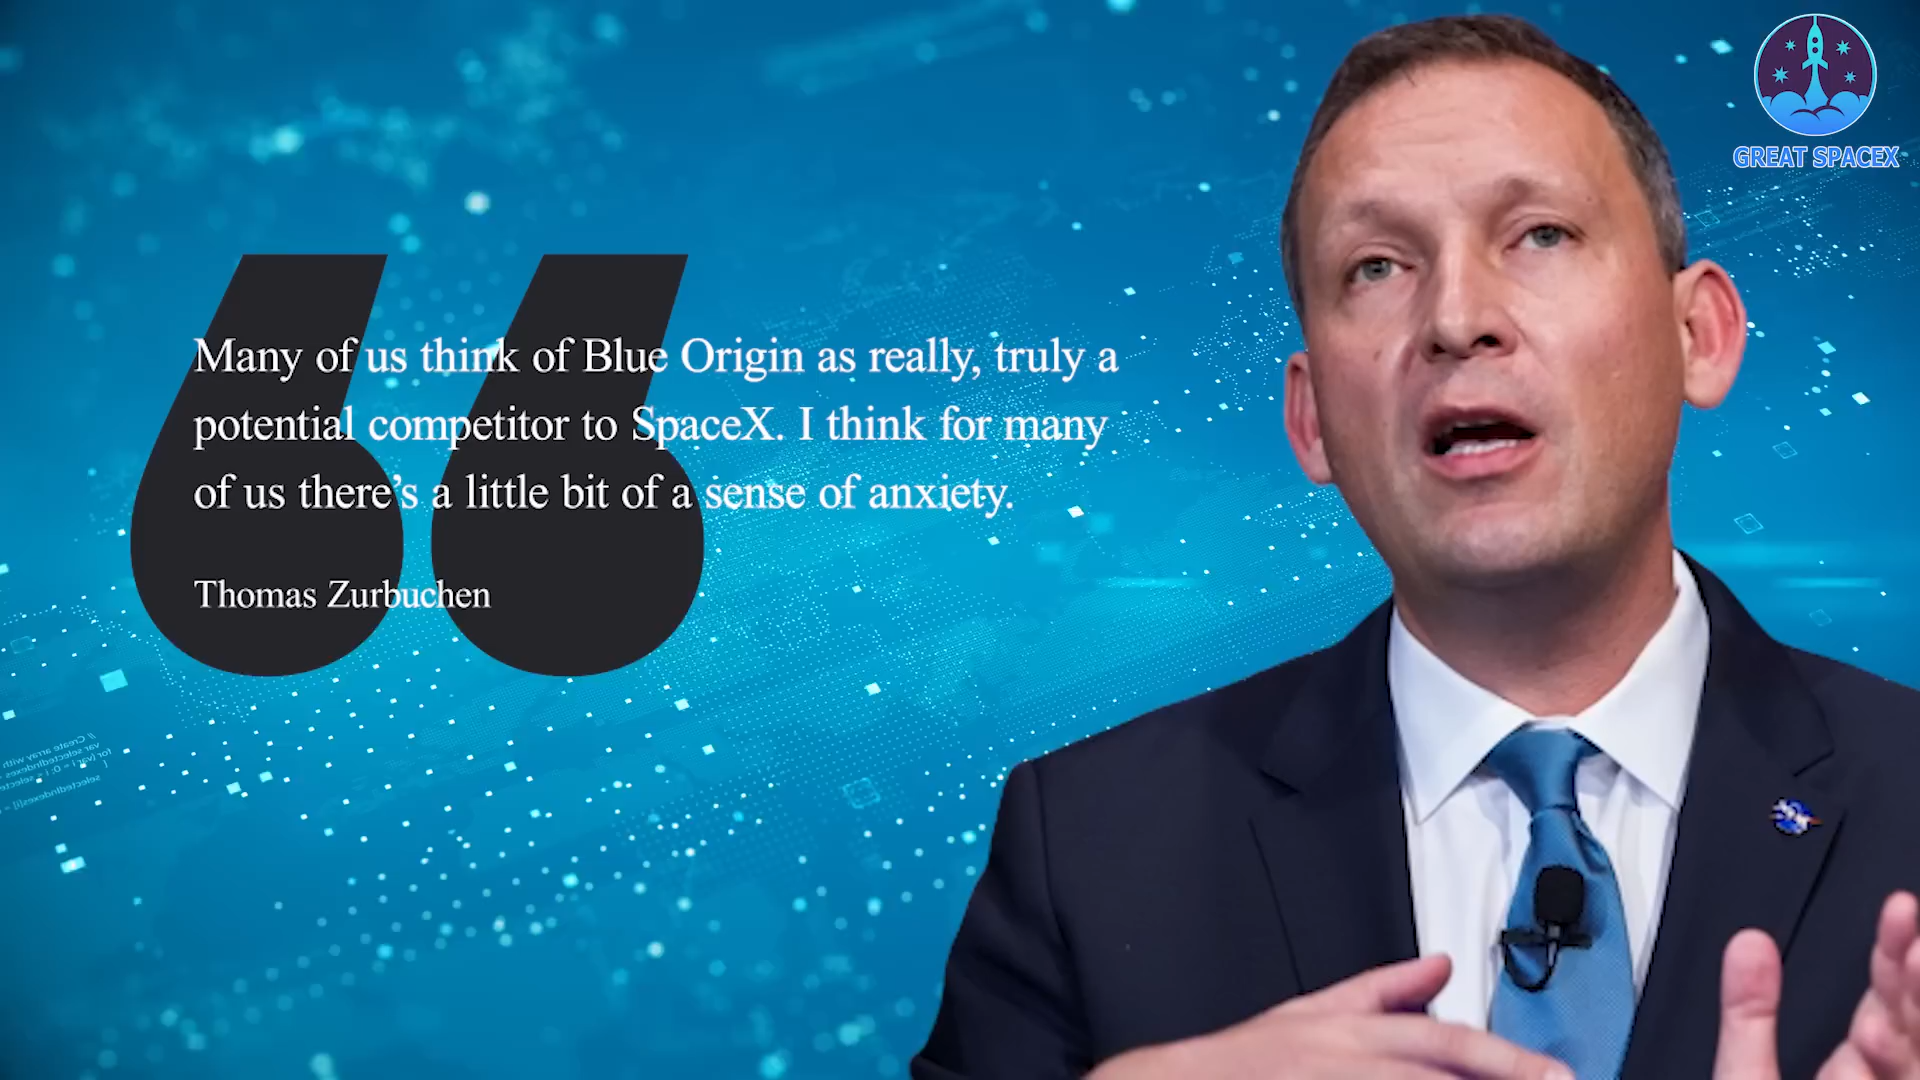 GREAT SPACEX
Many of us think of Blue Origin as really, truly a
potential competitor to SpaceX. I think for many
of us there’s a little bit of a sense of anxiety.
Thomas Zurbuchen